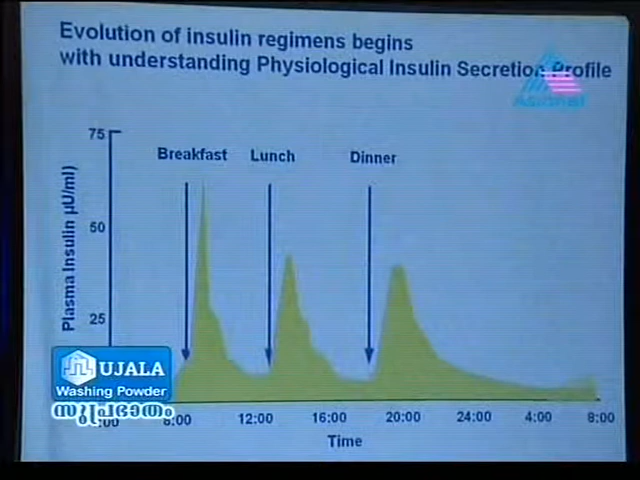 Evolution of insulin regimens begins
with understanding Physiological Insulin Secretion Profile
Asianet
75
Breakfast Lunch Dinner
50
Plasma Insulin µU/ml)
25
UJALA
Washing Powder
സുപ്രഭാതം
:00 8:00 12:00 16:00 20:00 24:00 4:00 8:00
Time